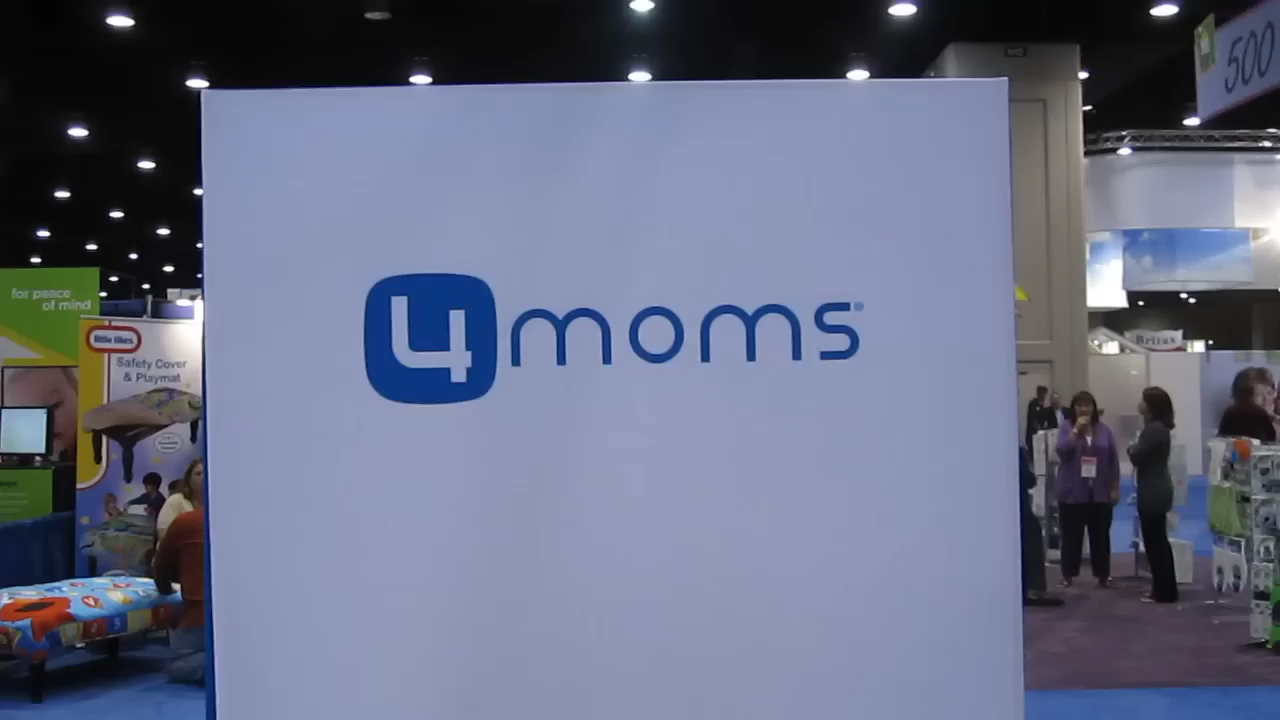 500
for peace
of mind
little tikes
Safety Cover
& Playmat
4moms®
Britax